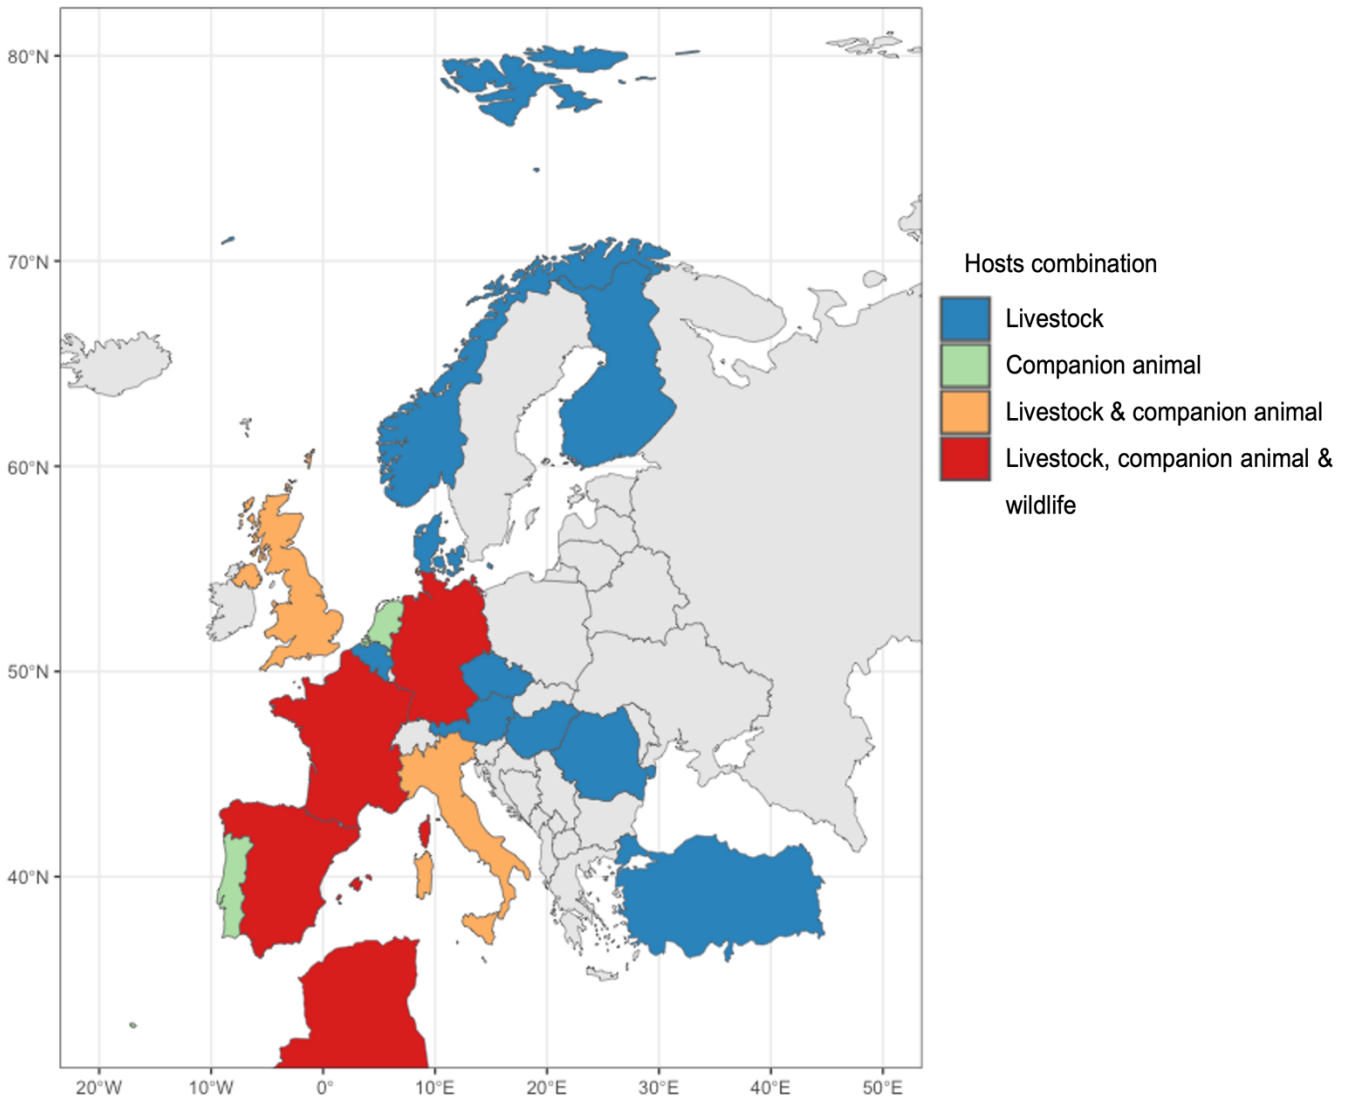 80°N
70°N
60°N
50°N
40°N
20°W
10°W
0°
10°E
20°E
30°E
40°E
50°E
Hosts combination
Livestock
Companion animal
Livestock & companion animal
Livestock, companion animal &
wildlife